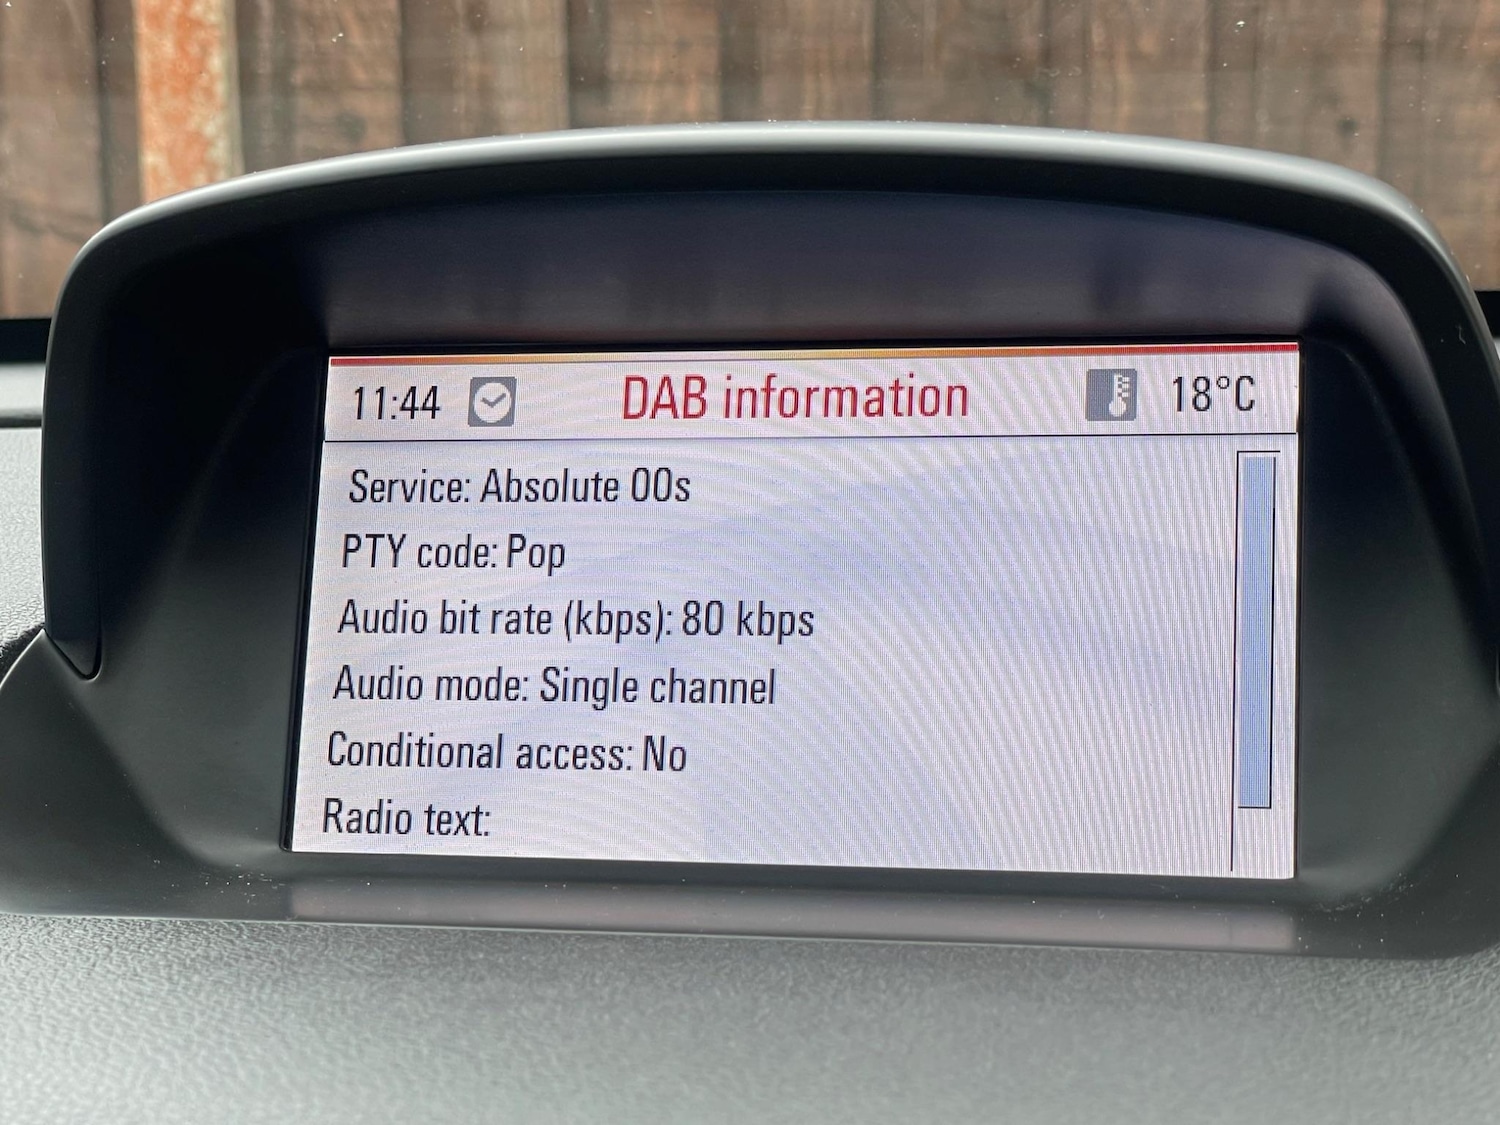 11:44 DAB information 18°C
Service: Absolute 00s
PTY code: Pop
Audio bit rate (kbps): 80 kbps
Audio mode: Single channel
Conditional access: No
Radio text: